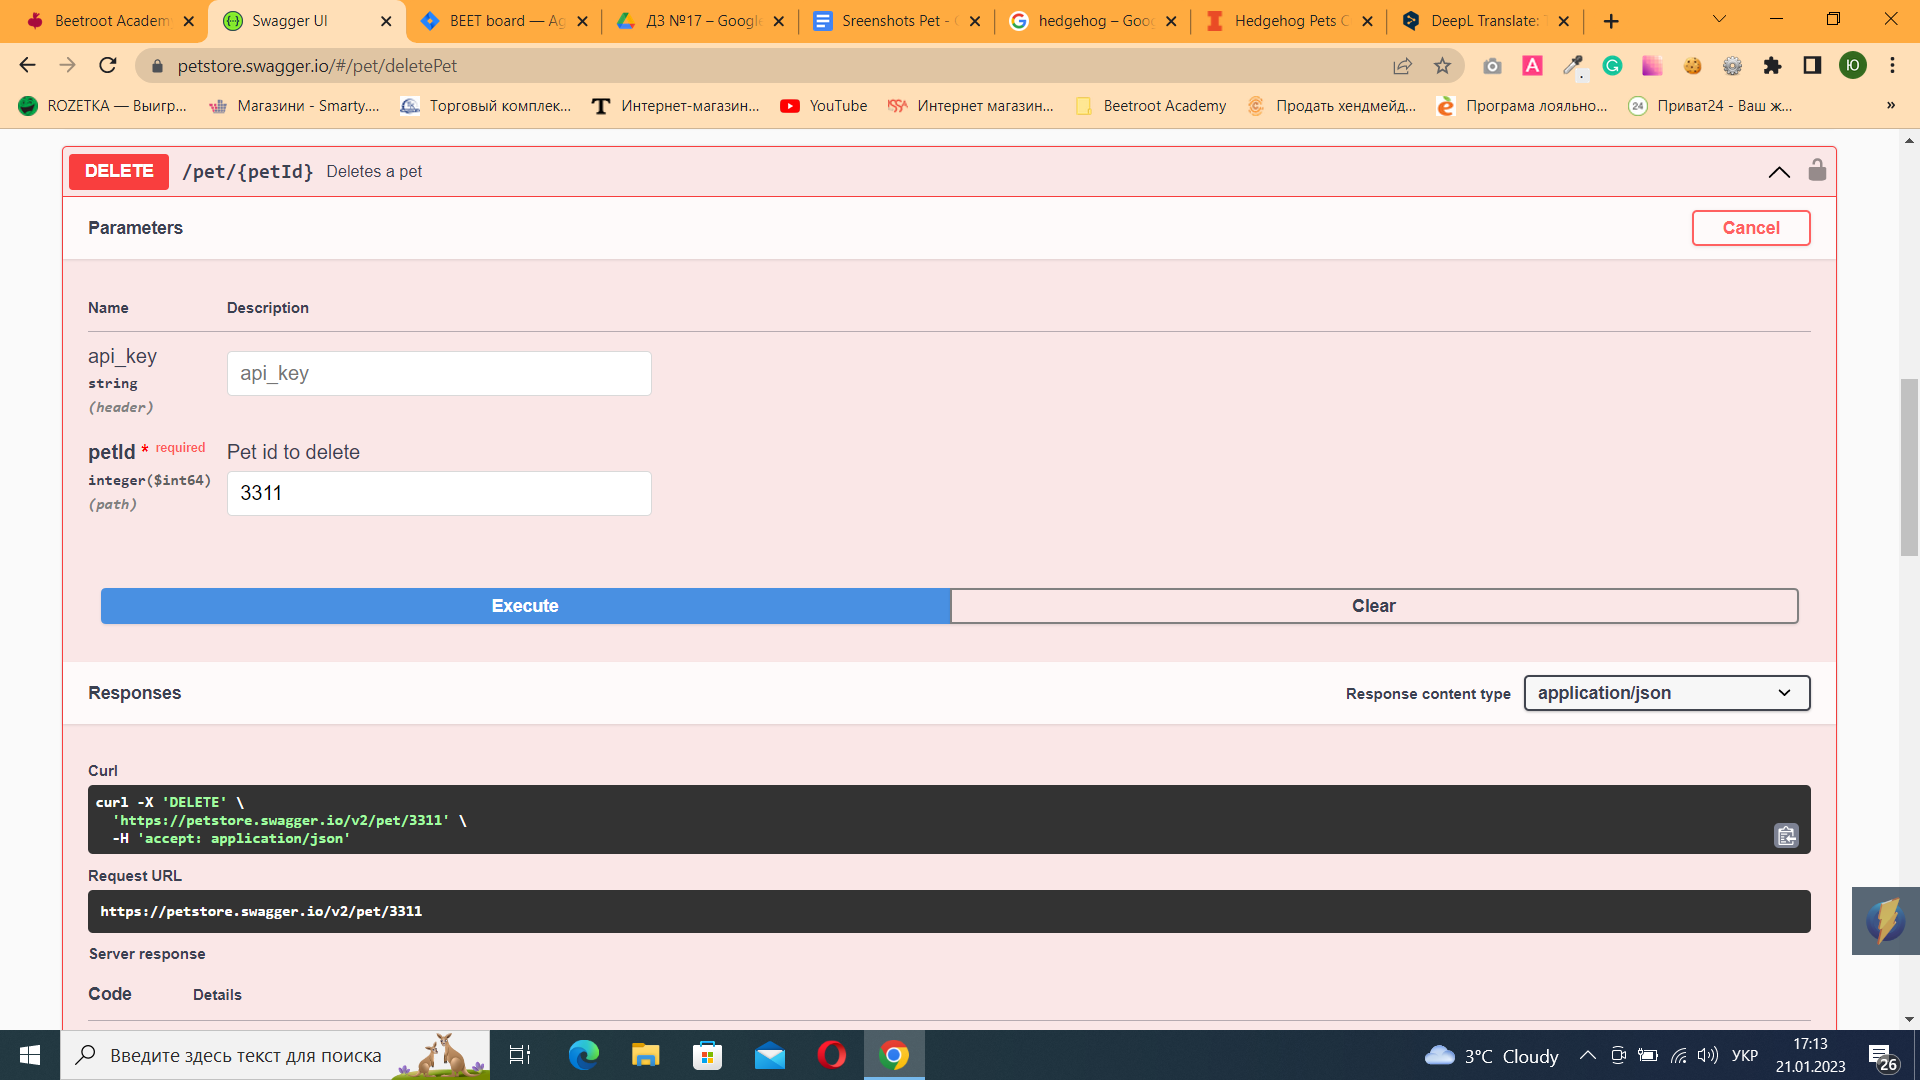 Beetroot Academ
Swagger UI
BEET board — Ag
ДЗ №17 – Google
Sreenshots Pet -
hedgehog – Goo
Hedgehog Pets C
DeepL Translate:
petstore.swagger.io/#/pet/deletePet
Ю
ROZETKA — Выигр...
Магазини - Smarty....
Торговый комплек...
Интернет-магазин...
YouTube
Интернет магазин...
Beetroot Academy
Продать хендмейд...
Програма лояльно...
24
Приват24 - Ваш ж...
»
DELETE
/pet/{petId}
Deletes a pet
Parameters
Cancel
Name
Description
api_key
string
(header)
api_key
petId * required
integer($int64)
(path)
Pet id to delete
3311
Execute
Clear
Responses
Response content type
application/json
Curl
curl -X 'DELETE' \
'https://petstore.swagger.io/v2/pet/3311' \
-H 'accept: application/json'
Request URL
https://petstore.swagger.io/v2/pet/3311
Server response
Code
Details
Введите здесь текст для поиска
3°C Cloudy
УКР
17:13
21.01.2023
26